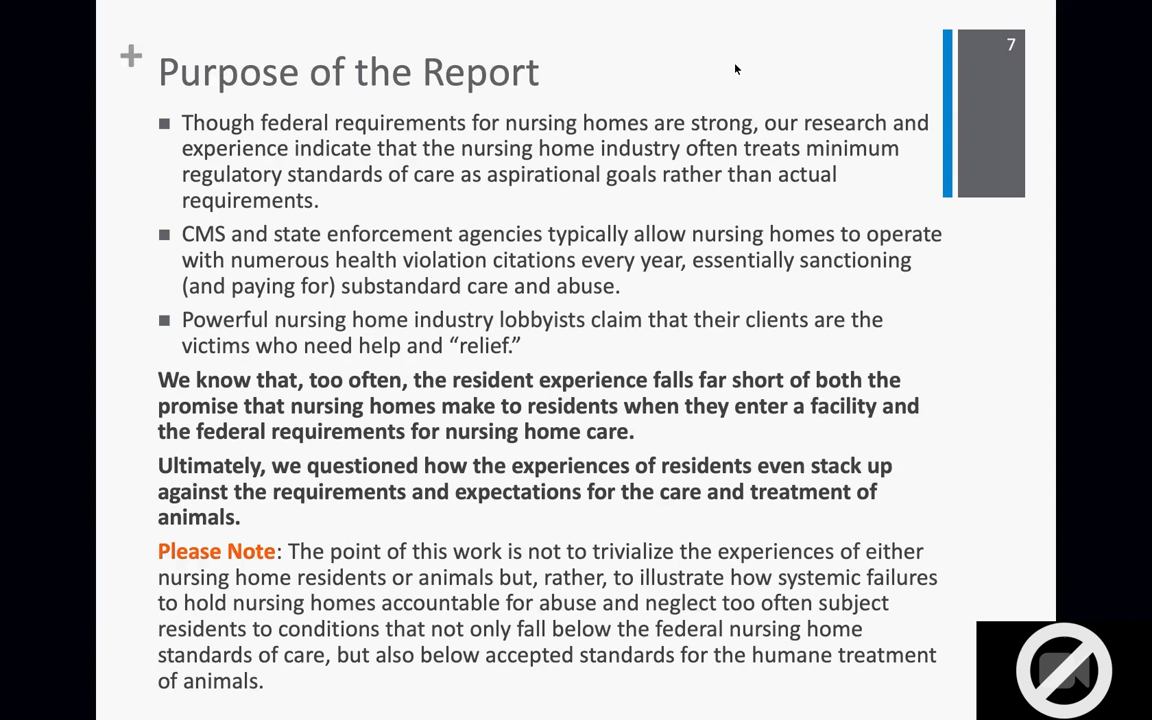 7
+ Purpose of the Report
■ Though federal requirements for nursing homes are strong, our research and
experience indicate that the nursing home industry often treats minimum
regulatory standards of care as aspirational goals rather than actual
requirements.
■ CMS and state enforcement agencies typically allow nursing homes to operate
with numerous health violation citations every year, essentially sanctioning
(and paying for) substandard care and abuse.
■ Powerful nursing home industry lobbyists claim that their clients are the
victims who need help and “relief.”
We know that, too often, the resident experience falls far short of both the
promise that nursing homes make to residents when they enter a facility and
the federal requirements for nursing home care.
Ultimately, we questioned how the experiences of residents even stack up
against the requirements and expectations for the care and treatment of
animals.
Please Note: The point of this work is not to trivialize the experiences of either
nursing home residents or animals but, rather, to illustrate how systemic failures
to hold nursing homes accountable for abuse and neglect too often subject
residents to conditions that not only fall below the federal nursing home
standards of care, but also below accepted standards for the humane treatment
of animals.